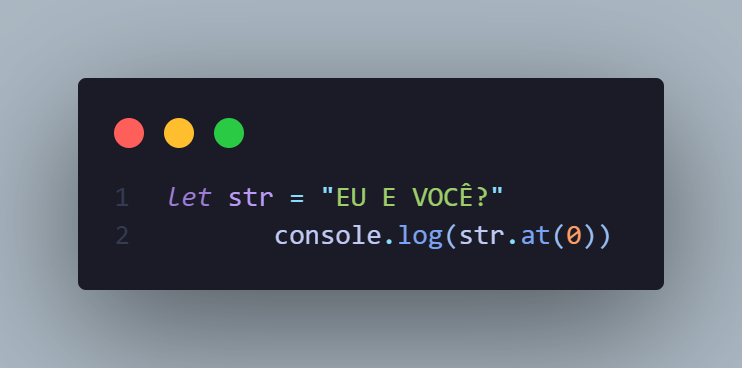 1 let str = "EU E VOCÊ?"
2 console.log(str.at(0))